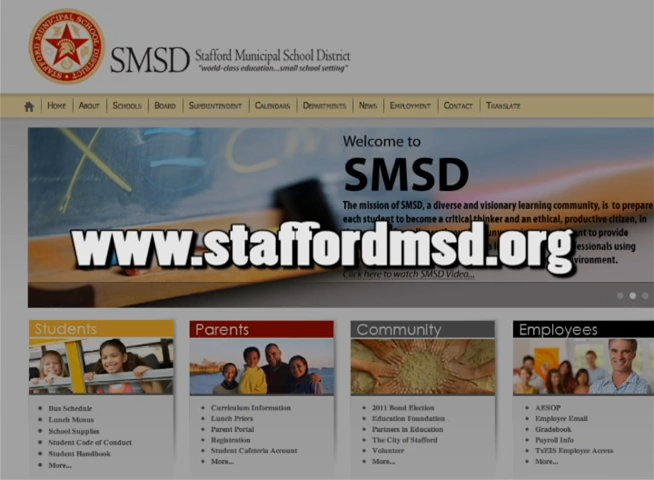 STAFFORD MUNICIPAL SCHOOL DISTRICT
SMSD Stafford Municipal School District
"world-class education...small school setting"
Home About Schools Board Superintendent Calendars Departments News Employment Contact Translate
Welcome to
SMSD
The mission of SMSD, a diverse and visionary learning community, is to prepare
each student to become a critical thinker and an ethical, productive citizen, in
to provide
using
www.staffordmsd.org
Click here to watch SMSD Video...
Students Parents Community Employees
Bus Schedule
Lunch Menus
School Supplies
Student Code of Conduct
Student Handbook
More...
Curriculum Information
Lunch Priers
Parent Portal
Registration
Student Cafeteria Account
More...
2011 Bond Election
Education Foundation
Partners in Education
The City of Stafford
Volunteer
More...
AESOP
Employee Email
Gradebook
Payroll Info
TxEIS Employee Access
More...